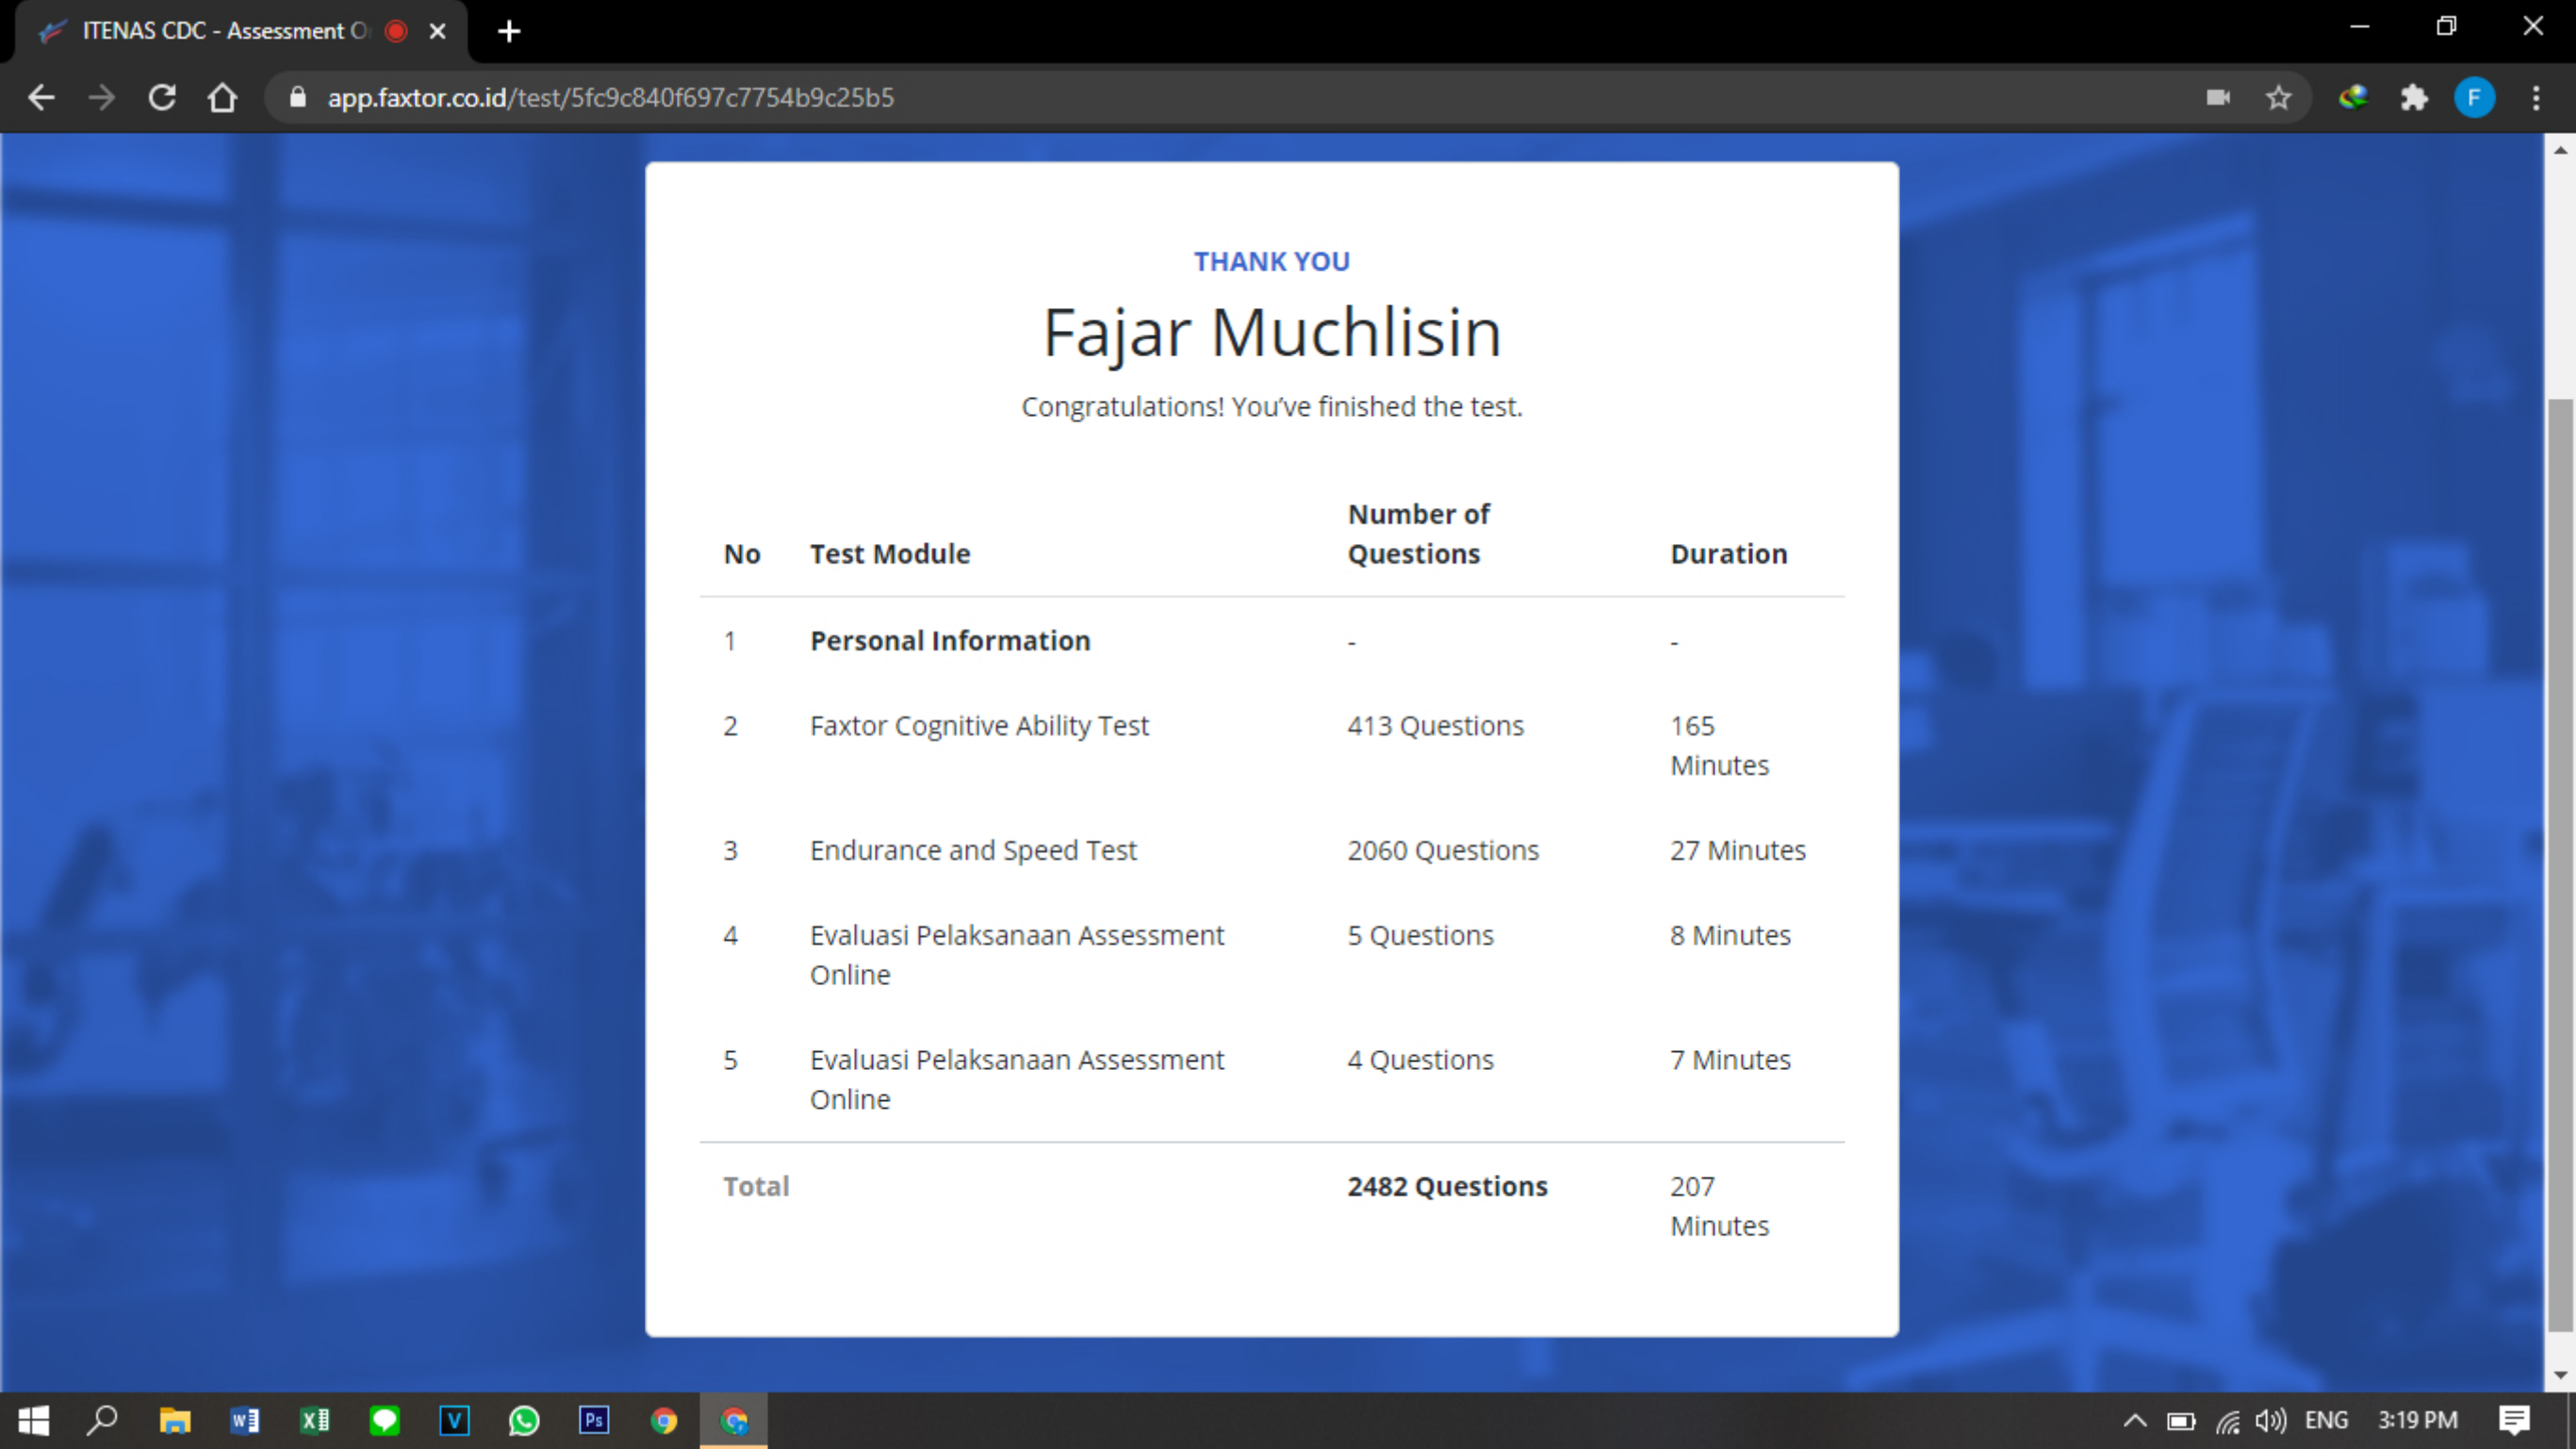 ITENAS CDC - Assessment O
app.faxtor.co.id/test/5fc9c840f697c7754b9c25b5
F
THANK YOU
Fajar Muchlisin
Congratulations! You've finished the test.
No Test Module Number of Questions Duration
1 Personal Information - -
2 Faxtor Cognitive Ability Test 413 Questions 165 Minutes
3 Endurance and Speed Test 2060 Questions 27 Minutes
4 Evaluasi Pelaksanaan Assessment Online 5 Questions 8 Minutes
5 Evaluasi Pelaksanaan Assessment Online 4 Questions 7 Minutes
Total 2482 Questions 207 Minutes
Ps
ENG 3:19 PM